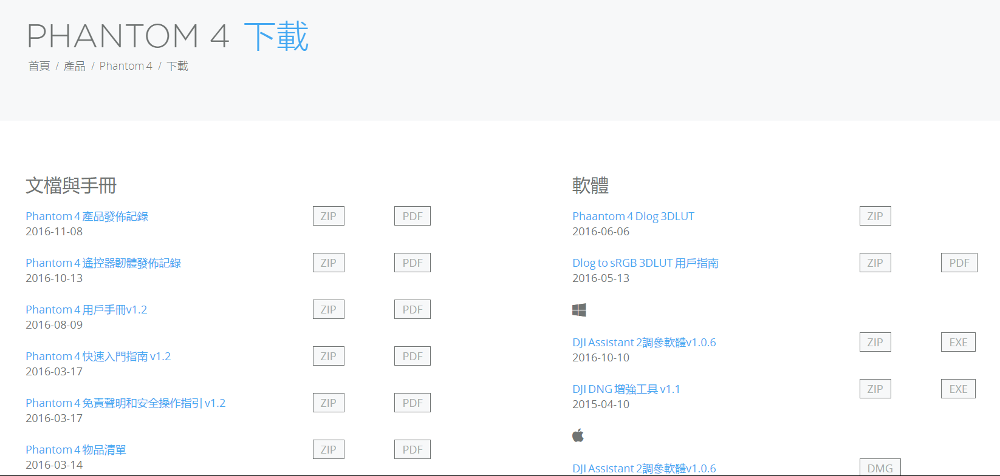 PHANTOM 4 下載
首頁 / 產品 / Phantom 4 / 下載
文檔與手冊
Phantom 4 產品發佈記錄 ZIP PDF
2016-11-08
Phantom 4 遙控器韌體發佈記錄 ZIP PDF
2016-10-13
Phantom 4 用戶手冊v1.2 ZIP PDF
2016-08-09
Phantom 4 快速入門指南 v1.2 ZIP PDF
2016-03-17
Phantom 4 免責聲明和安全操作指引 v1.2 ZIP PDF
2016-03-17
Phantom 4 物品清單 ZIP PDF
2016-03-14
軟體
Phaantom 4 Dlog 3DLUT ZIP
2016-06-06
Dlog to sRGB 3DLUT 用戶指南 ZIP PDF
2016-05-13
DJI Assistant 2調參軟體v1.0.6 ZIP EXE
2016-10-10
DJI DNG 增強工具 v1.1 ZIP EXE
2015-04-10
DJI Assistant 2調參軟體v1.0.6 DMG